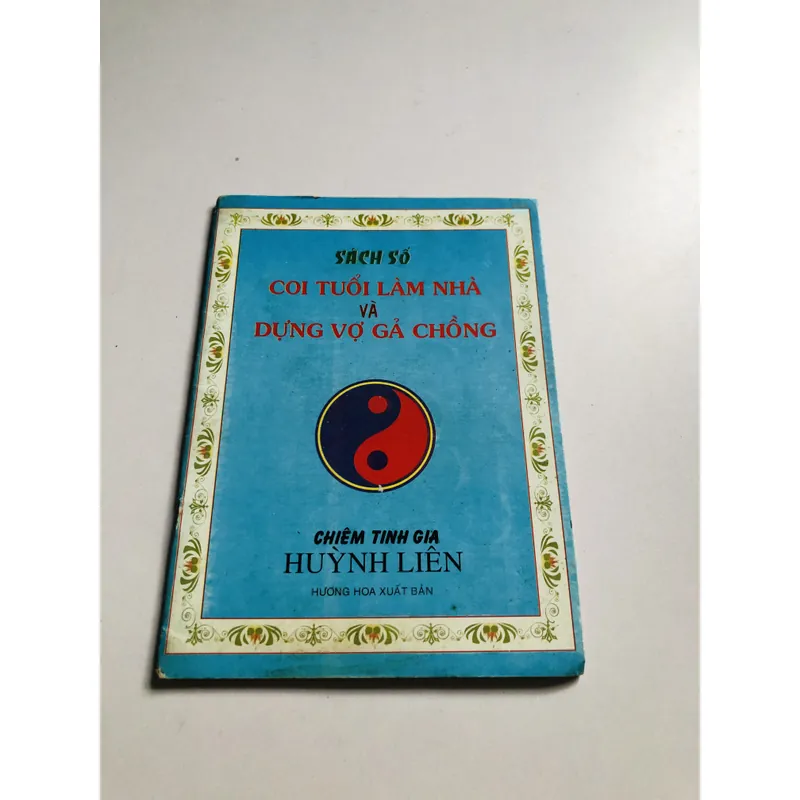 SÁCH SỐ
COI TUỔI LÀM NHÀ
VÀ
DỰNG VỢ GẢ CHỒNG
CHIÊM TINH GIA
HUỲNH LIÊN
HƯƠNG HOA XUẤT BẢN